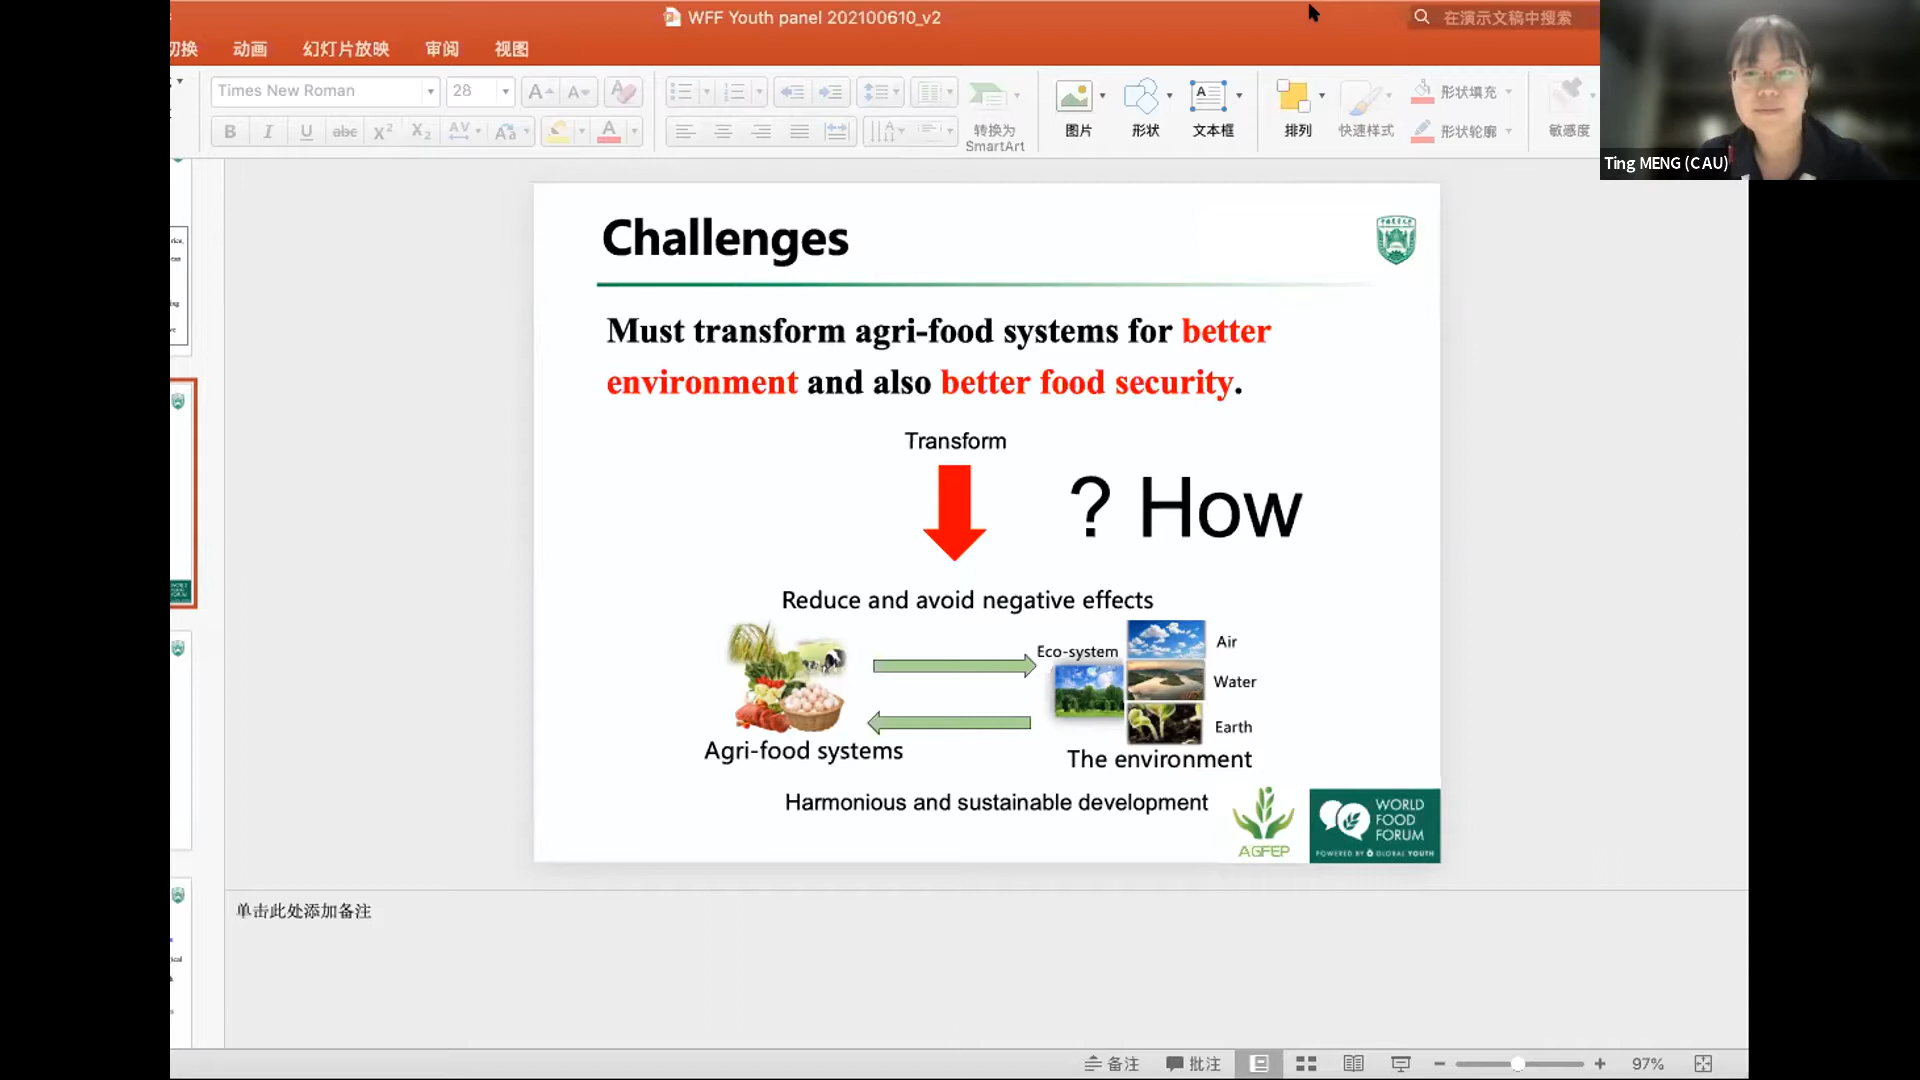 WFF Youth panel 202100610_v2
在演示文稿中搜索
切换
动画
幻灯片放映
审阅
视图
Times New Roman
28
转换为
SmartArt
图片
形状
文本框
排列
快速样式
形状填充
形状轮廓
敏感度
Ting MENG (CAU)
Challenges
Must transform agri-food systems for better
environment and also better food security.
Transform
? How
Reduce and avoid negative effects
Eco-system
Air
Water
Earth
Agri-food systems
The environment
Harmonious and sustainable development
AGFEP
WORLD
FOOD
FORUM
POWERED BY GLOBAL YOUTH
单击此处添加备注
备注
批注
97%